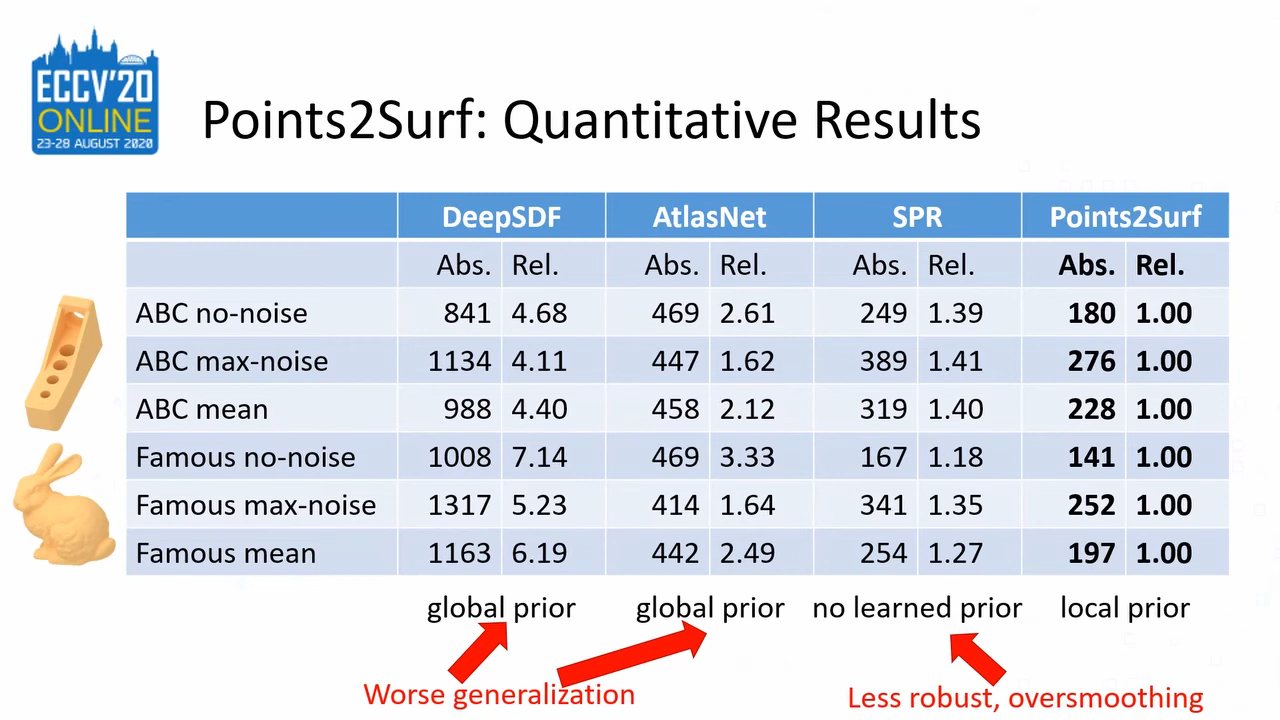 ECCV'20
ONLINE
23-28 AUGUST 2020
Points2Surf: Quantitative Results
DeepSDF AtlasNet SPR Points2Surf
Abs. Rel. Abs. Rel. Abs. Rel. Abs. Rel.
ABC no-noise 841 4.68 469 2.61 249 1.39 180 1.00
ABC max-noise 1134 4.11 447 1.62 389 1.41 276 1.00
ABC mean 988 4.40 458 2.12 319 1.40 228 1.00
Famous no-noise 1008 7.14 469 3.33 167 1.18 141 1.00
Famous max-noise 1317 5.23 414 1.64 341 1.35 252 1.00
Famous mean 1163 6.19 442 2.49 254 1.27 197 1.00
global prior global prior no learned prior local prior
Worse generalization Less robust, oversmoothing